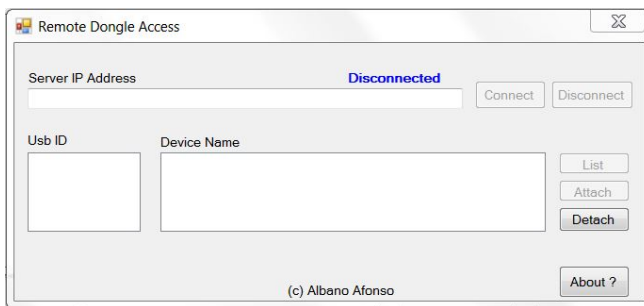 Remote Dongle Access
Server IP Address
Disconnected
Connect
Disconnect
Usb ID
Device Name
List
Attach
Detach
About ?
(c) Albano Afonso